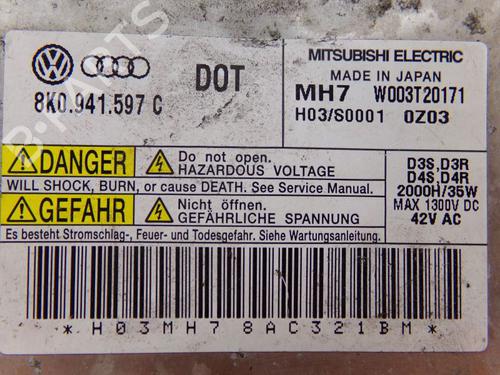 DOT
8K0.941.597 C
MITSUBISHI ELECTRIC
MADE IN JAPAN
MH7 W003T20171
H03/S0001 0Z03
DANGER
Do not open.
HAZARDOUS VOLTAGE
WILL SHOCK, BURN, or cause DEATH. See Service Manual.
GEFAHR
Nicht öffnen.
GEFÄHRLICHE SPANNUNG
Es besteht Stromschlag-, Feuer- und Todesgefahr. Siehe Wartungsanleitung.
D3S,D3R
D4S,D4R
2000H/35W
MAX 1300V DC
42V AC
*H03MH78AC321BM*
B-PARTS